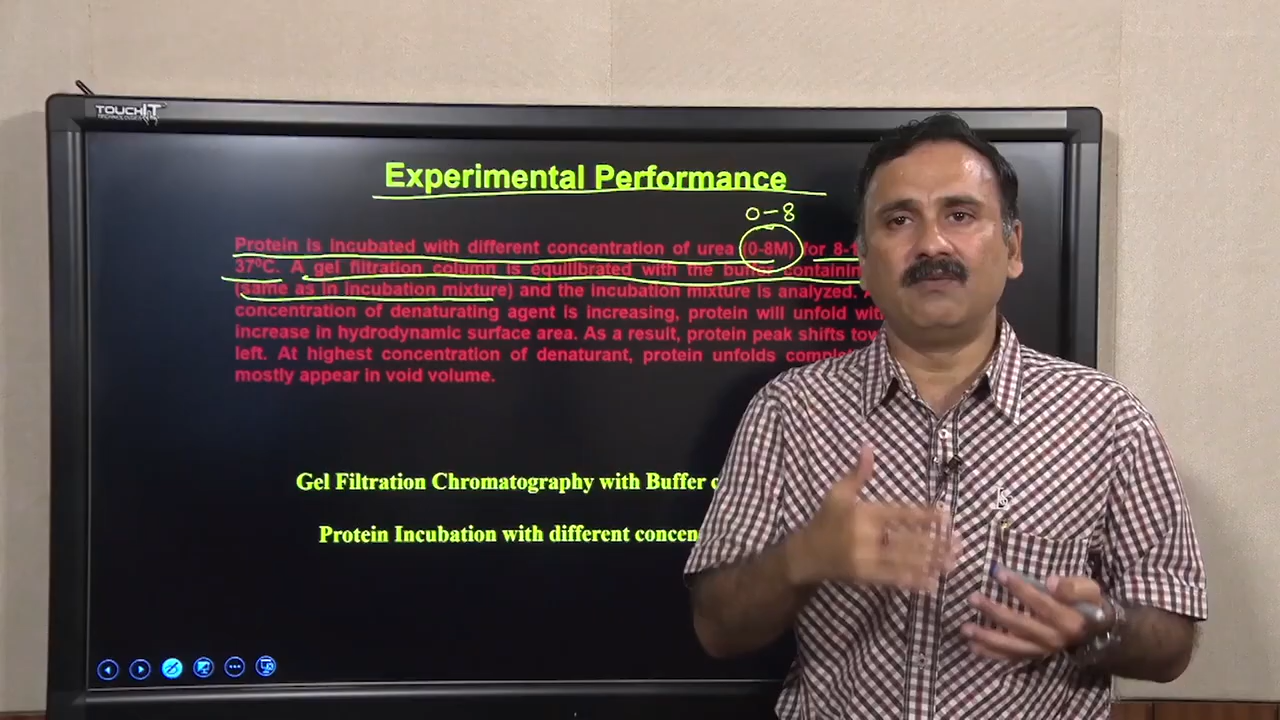 TOUCHIT
TECHNOLOGIES
Experimental Performance
0-8
Protein is incubated with different concentration of urea (0-8M) for 8-1
37⁰C. A gel filtration column is equilibrated with the buffer containin
(same as in incubation mixture) and the incubation mixture is analyzed.
concentration of denaturating agent is increasing, protein will unfold wit
increase in hydrodynamic surface area. As a result, protein peak shifts tow
left. At highest concentration of denaturant, protein unfolds compl
mostly appear in void volume.
Gel Filtration Chromatography with Buffer
Protein Incubation with different concen